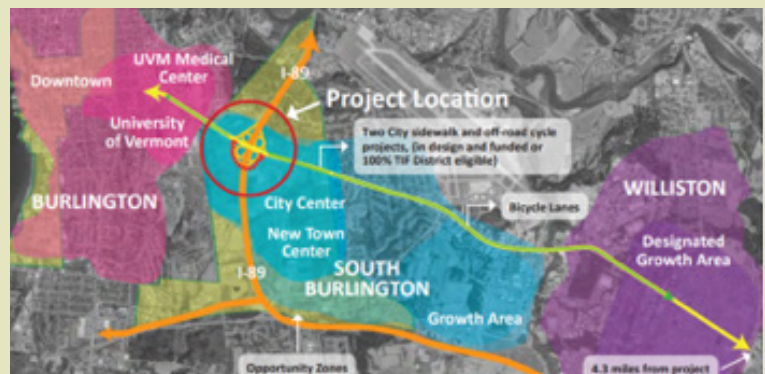 I-89
UVM Medical
Center
Downtown
Project Location
University
of Vermont
Two City sidewalk and off-road cycle
projects, (in design and funded or
100% TIF District eligible)
BURLINGTON
WILLISTON
City Center
Bicycle Lanes
New Town
Center
Designated
Growth Area
I-89
SOUTH
BURLINGTON
Growth Area
Opportunity Zones
4.3 miles from project